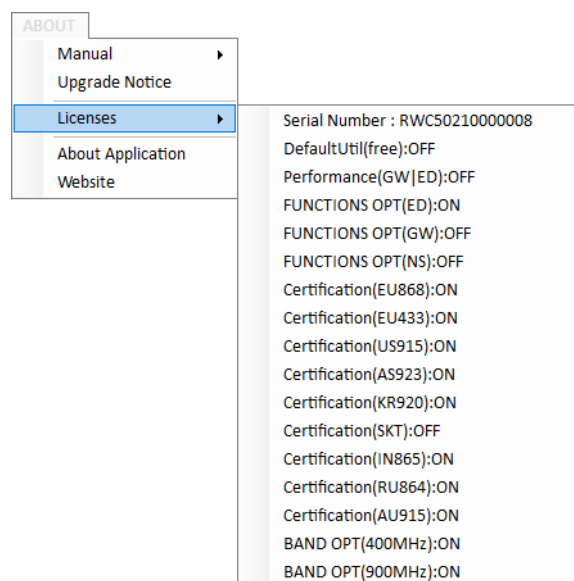 ABOUT
Manual
Upgrade Notice
Licenses
About Application
Website
Serial Number : RWC50210000008
DefaultUtil(free):OFF
Performance(GW|ED):OFF
FUNCTIONS OPT(ED):ON
FUNCTIONS OPT(GW):OFF
FUNCTIONS OPT(NS):OFF
Certification(EU868):ON
Certification(EU433):ON
Certification(US915):ON
Certification(AS923):ON
Certification(KR920):ON
Certification(SKT):OFF
Certification(IN865):ON
Certification(RU864):ON
Certification(AU915):ON
BAND OPT(400MHz):ON
BAND OPT(900MHz):ON